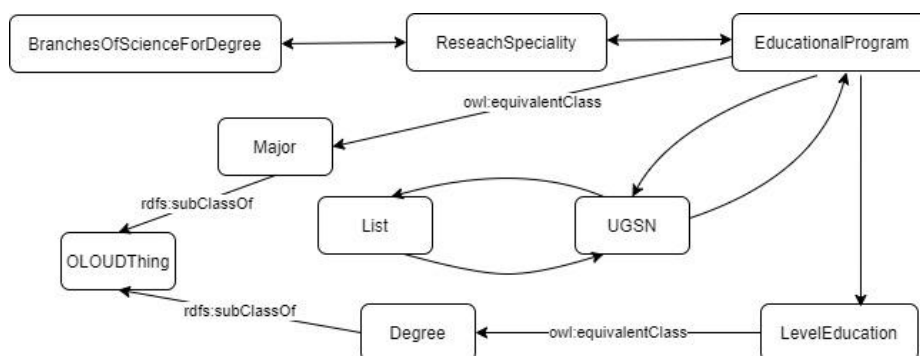 BranchesOfScienceForDegree
ReseachSpeciality
EducationalProgram
owl:equivalentClass
Major
rdfs:subClassOf
List
UGSN
OLOUDThing
rdfs:subClassOf
Degree
owl:equivalentClass
LevelEducation